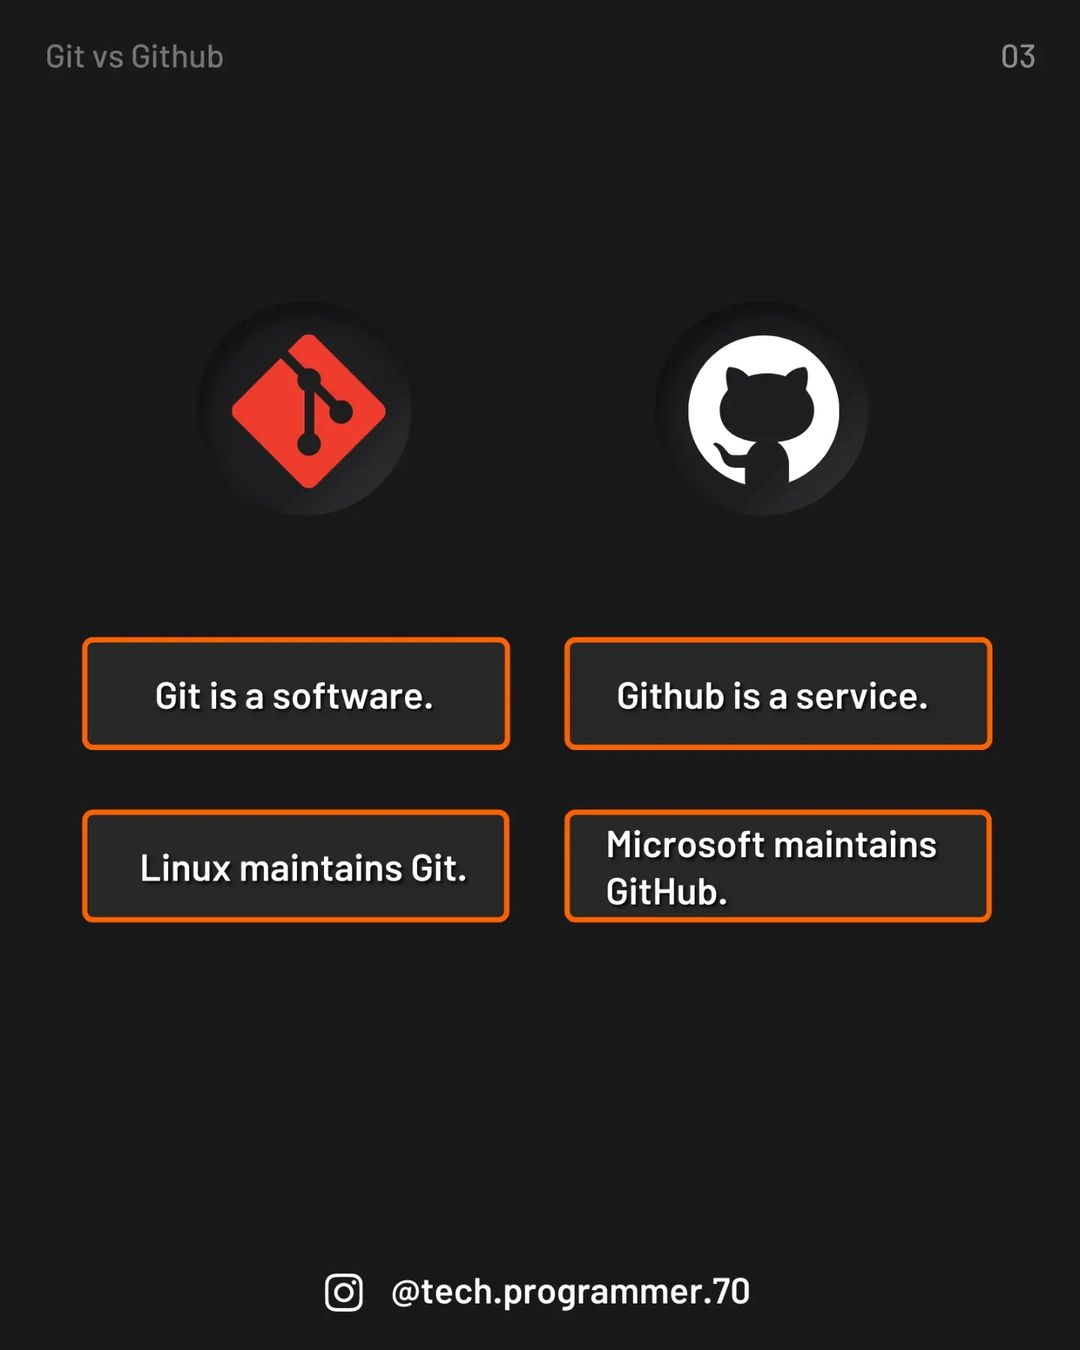 Git vs Github
03
Git is a software.
Github is a service.
Linux maintains Git.
Microsoft maintains
GitHub.
@tech.programmer.70